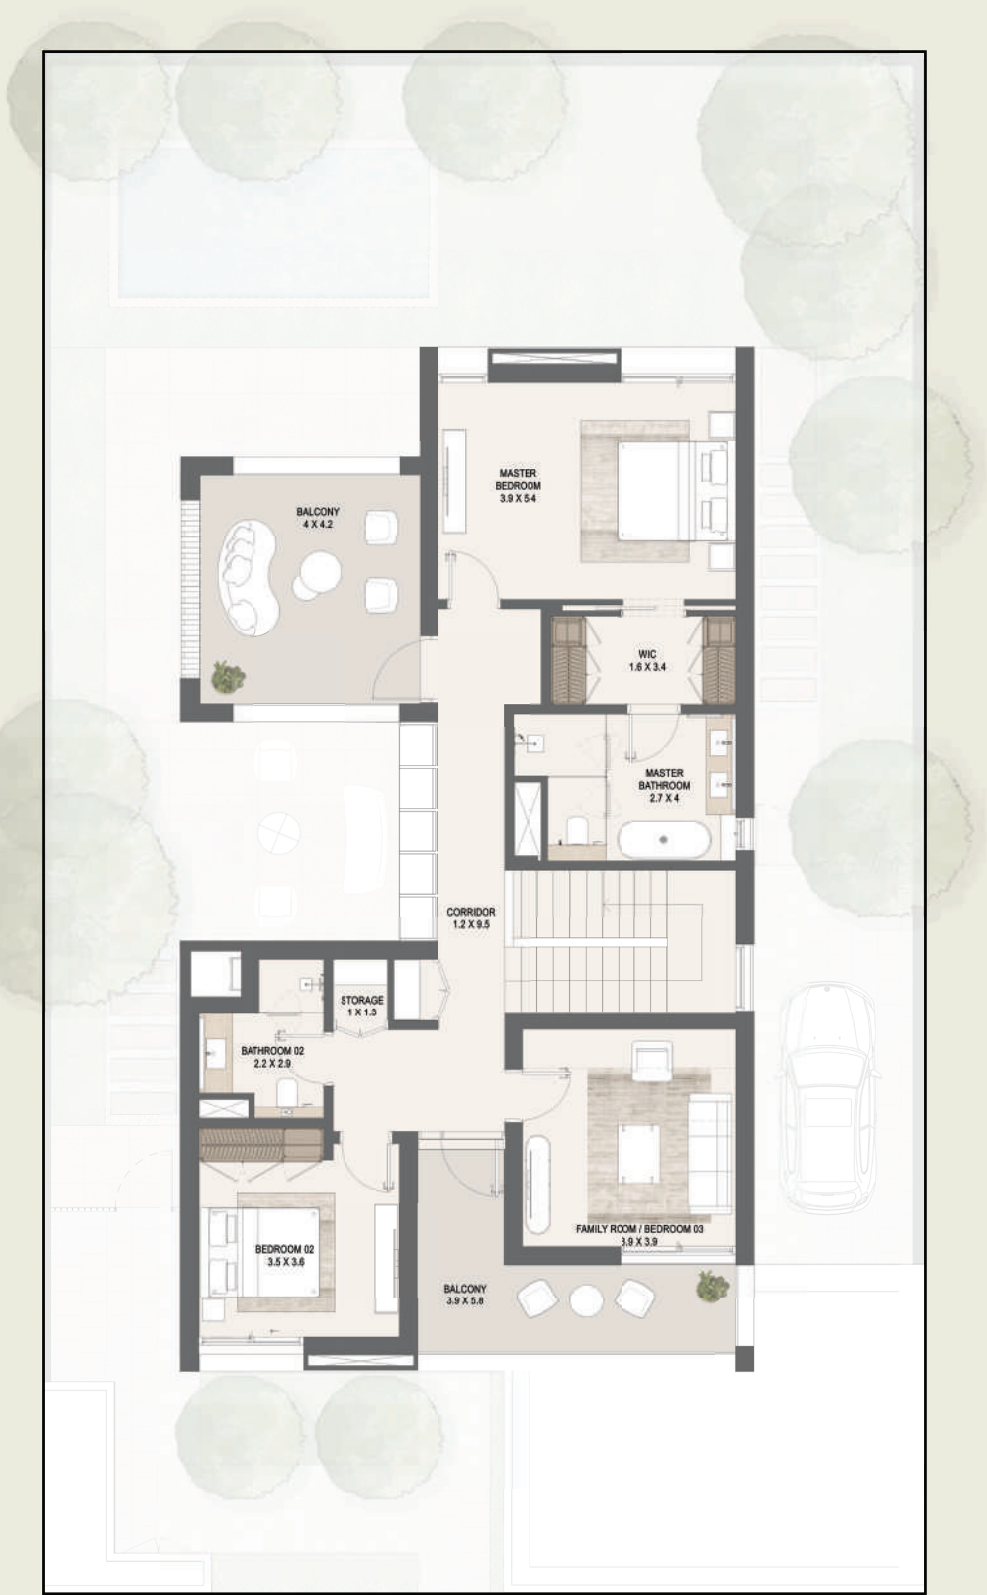 MASTER
BEDROOM
3.9 X 54
BALCONY
4 X 4.2
WIC
1.6 X 3.4
MASTER
BATHROOM
2.7 X 4
CORRIDOR
1.2 X 9.5
STORAGE
1 X 1.3
BATHROOM 02
2.2 X 2.9
FAMILY ROOM / BEDROOM 03
3.9 X 3.9
BEDROOM 02
3.5 X 3.6
BALCONY
3.9 X 5.8